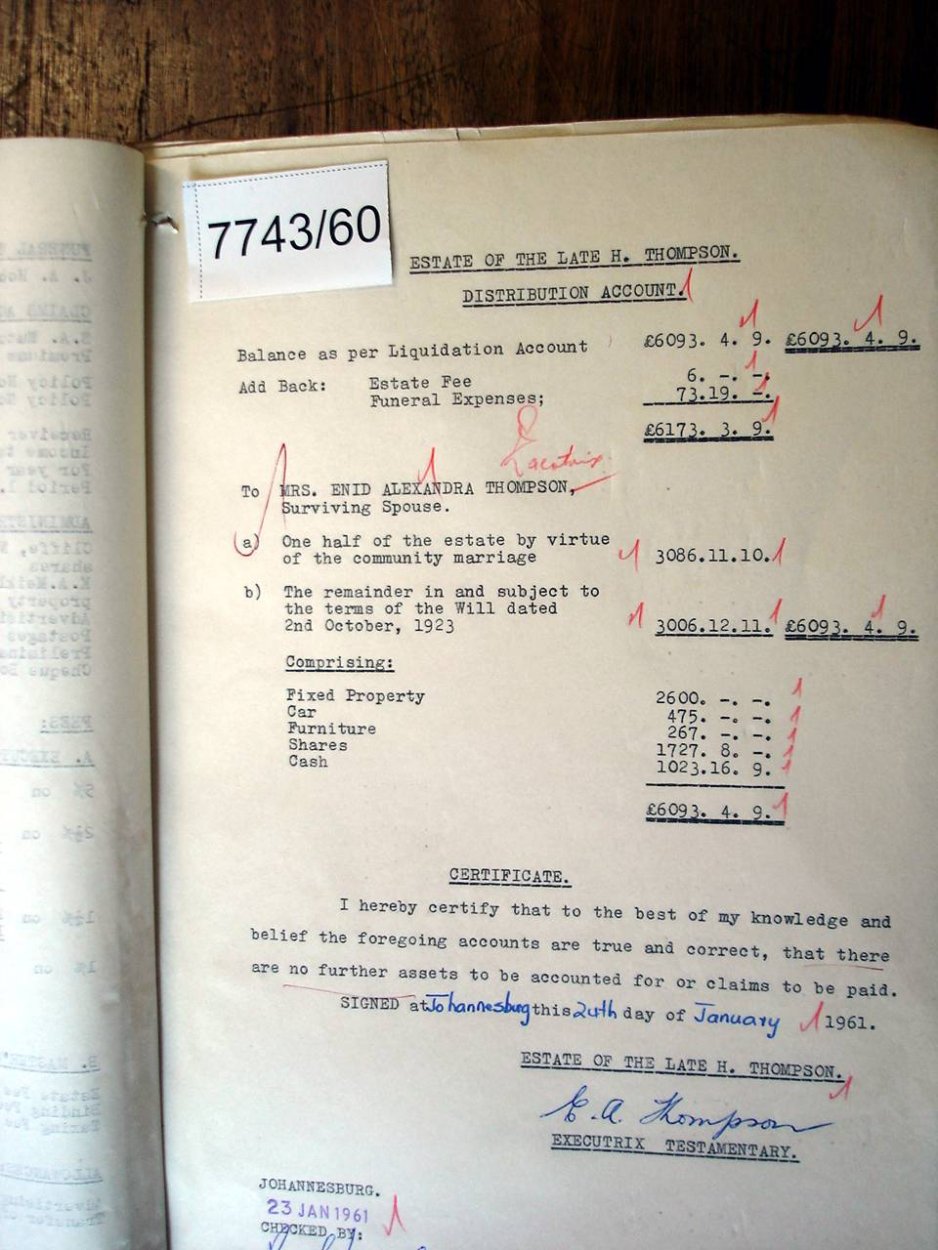 7743/60
ESTATE OF THE LATE H. THOMPSON.
DISTRIBUTION ACCOUNT.
Balance as per Liquidation Account £6093. 4. 9. £6093. 4. 9.
Add Back: Estate Fee 6. -. -.
Funeral Expenses; 73.19. -.
£6173. 3. 9.
To MRS. ENID ALEXANDRA THOMPSON,
Surviving Spouse.
a) One half of the estate by virtue
of the community marriage 3086.11.10.
b) The remainder in and subject to
the terms of the Will dated
2nd October, 1923 3006.12.11. £6093. 4. 9.
Comprising:
Fixed Property 2600. -. -.
Car 475. -. -.
Furniture 267. -. -.
Shares 1727. 8. -.
Cash 1023.16. 9.
£6093. 4. 9.
CERTIFICATE.
I hereby certify that to the best of my knowledge and
belief the foregoing accounts are true and correct, that there
are no further assets to be accounted for or claims to be paid.
SIGNED at Johannesburg this 24th day of January 1961.
ESTATE OF THE LATE H. THOMPSON.
E. A. Thompson
EXECUTRIX TESTAMENTARY.
JOHANNESBURG.
23 JAN 1961
CHECKED BY: